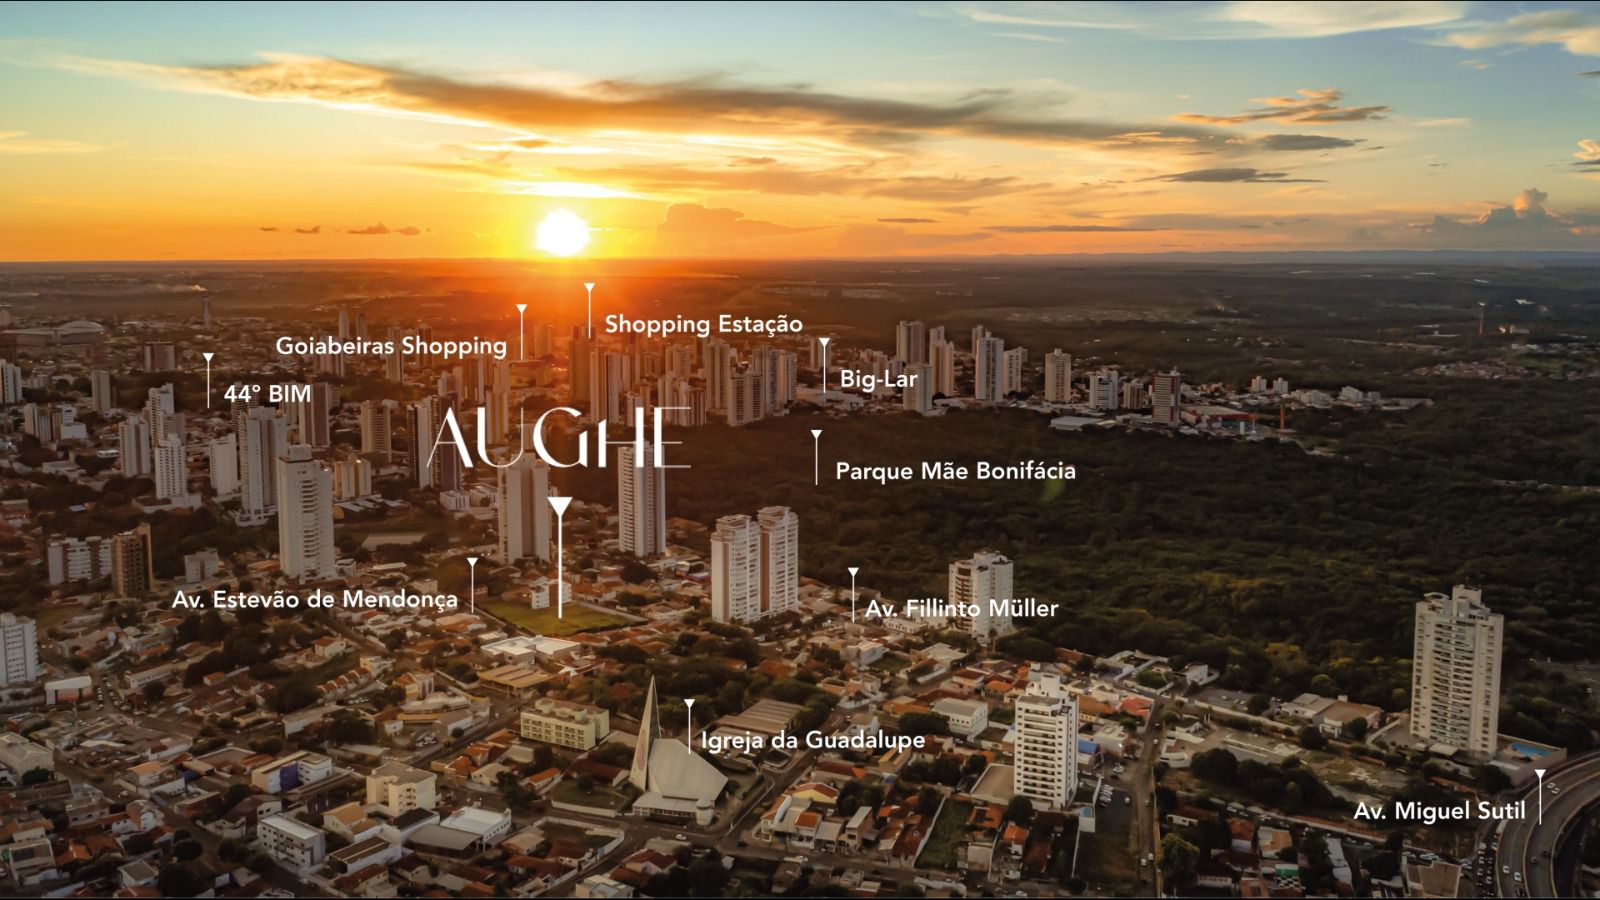 Shopping Estação
Goiabeiras Shopping
Big-Lar
44º BIM
AUGHE
Parque Mãe Bonifácia
Av. Estevão de Mendonça
Av. Fillinto Müller
Igreja da Guadalupe
Av. Miguel Sutil